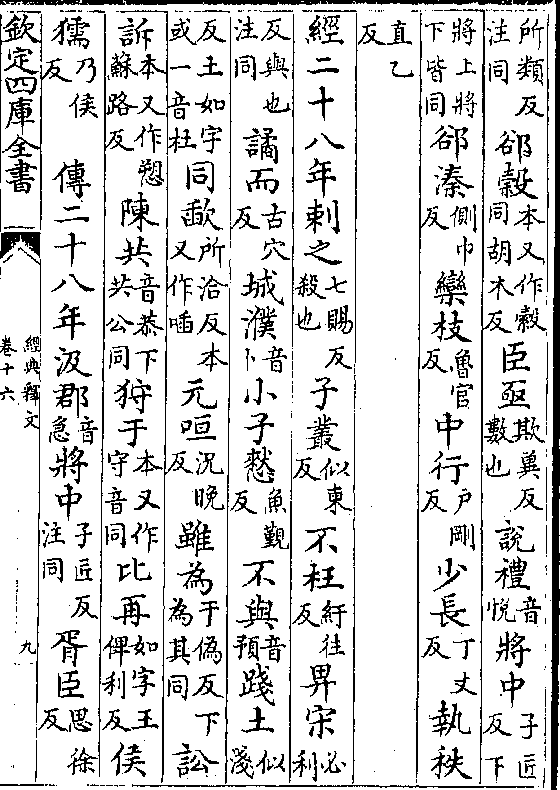 所類反注同郤縠本又作穀同胡木反臣亟欺冀反數也說禮音悅將中子匠反下
將上將下皆同郤溱側巾反欒枝魯官反中行戸剛反少長丁丈反執秩
直乙反
經二十八年刺之七賜反殺也子叢似東反不枉紆往反畀宋必利
反與也注同譎而古穴反城濮音卜小子憖魚覲反不與音預踐土似淺
反土如字或一音杜同歃所洽反本又作喢元咺況晚反雖為于偽反下為其同訟
訴本又作愬蘇路反陳共音恭下共公同狩于本又作守音同比再如字王俾利反侯
獳乃侯反傳二十八年汲郡音急將中子匠反注同胥臣思徐反
欽定四庫全書
經典釋文
卷十六
九